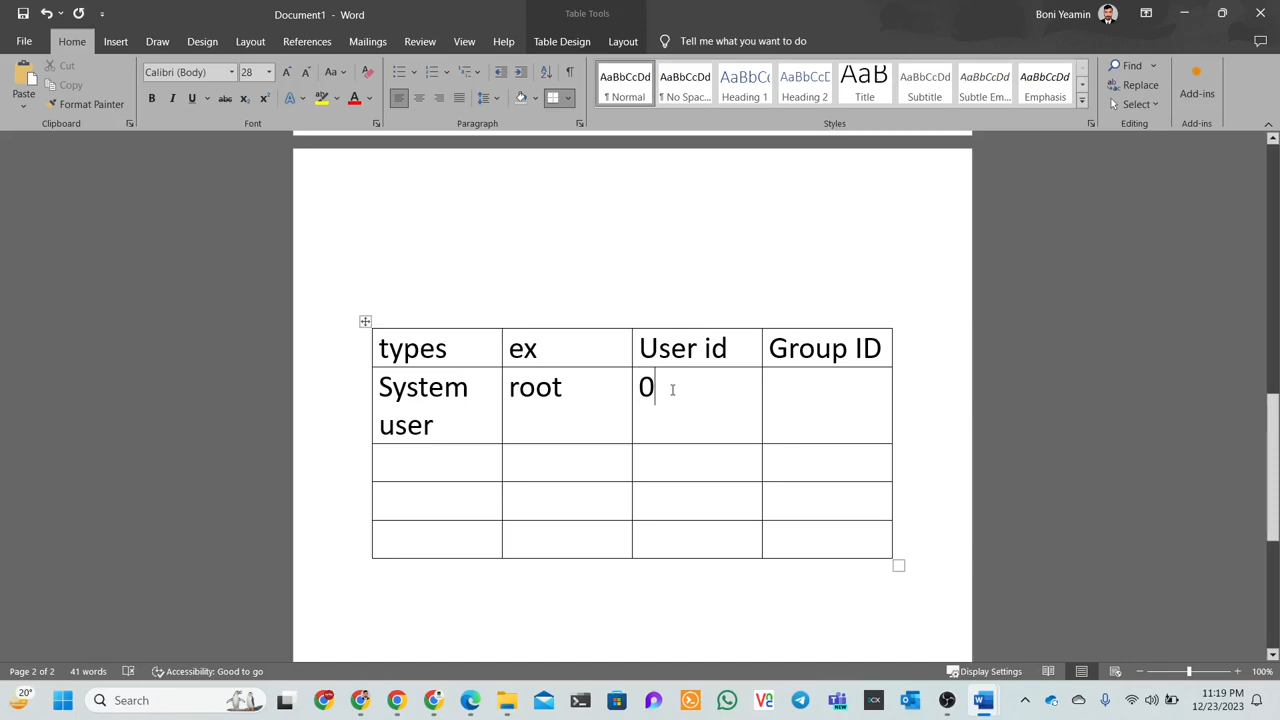 Document1 - Word
Table Tools
Boni Yeamin
File Home Insert Draw Design Layout References Mailings Review View Help Table Design Layout Tell me what you want to do
Paste
Cut
Copy
Format Painter
Clipboard
Calibri (Body) 28
Font
Paragraph
AaBbCcDd AaBbCcDd AaBbCc AaBbCcD AaB AaBbCcDd AaBbCcDd AaBbCcDd
¶ Normal ¶ No Spac... Heading 1 Heading 2 Title Subtitle Subtle Em... Emphasis
Styles
Find
Replace
Select
Editing
Add-ins
Add-ins
types ex User id Group ID
System user root 0
Page 2 of 2 41 words Accessibility: Good to go Display Settings 100%
20°
Search
11:19 PM
12/23/2023